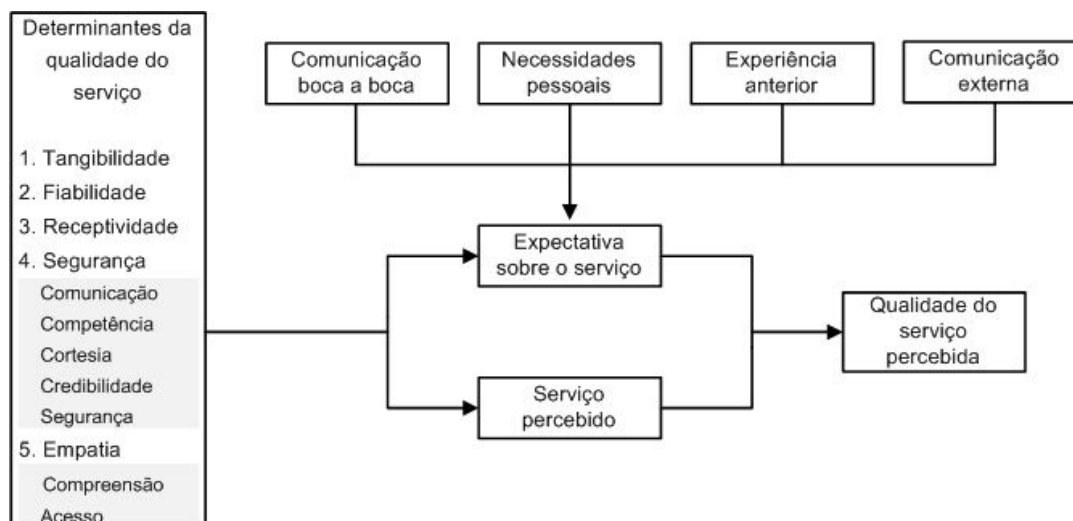 Determinantes da
qualidade do
serviço
1. Tangibilidade
2. Fiabilidade
3. Receptividade
4. Segurança
Comunicação
Competência
Cortesia
Credibilidade
Segurança
5. Empatia
Compreensão
Acesso
Comunicação
boca a boca
Necessidades
pessoais
Experiência
anterior
Comunicação
externa
Expectativa
sobre o serviço
Serviço
percebido
Qualidade do
serviço
percebida